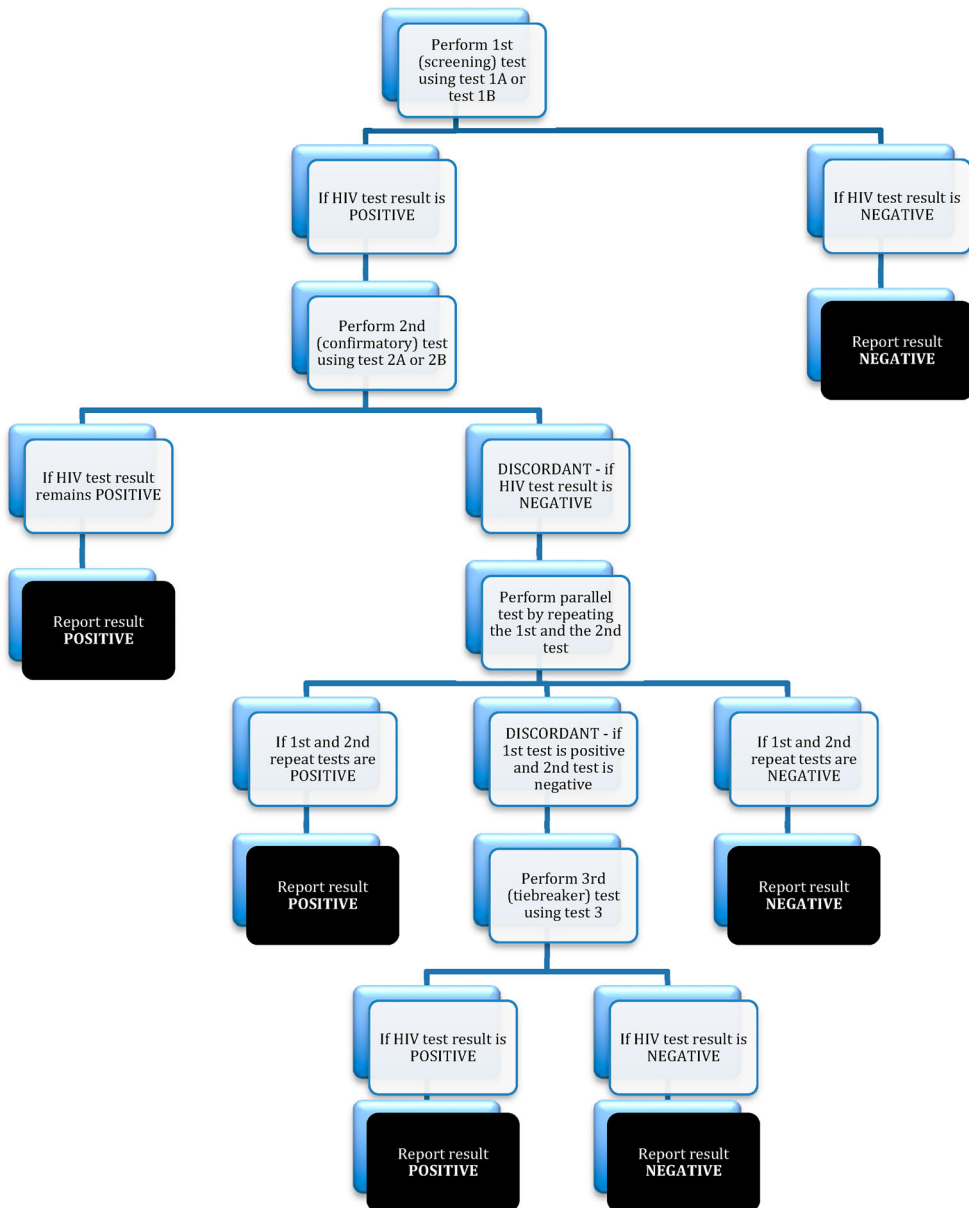 Perform 1st
(screening) test
using test 1A or
test 1B
If HIV test result is
POSITIVE
If HIV test result is
NEGATIVE
Perform 2nd
(confirmatory) test
using test 2A or 2B
Report result
NEGATIVE
If HIV test result
remains POSITIVE
DISCORDANT - if
HIV test result is
NEGATIVE
Report result
POSITIVE
Perform parallel
test by repeating
the 1st and the 2nd
test
If 1st and 2nd
repeat tests are
POSITIVE
DISCORDANT - if
1st test is positive
and 2nd test is
negative
If 1st and 2nd
repeat tests are
NEGATIVE
Report result
POSITIVE
Perform 3rd
(tiebreaker) test
using test 3
Report result
NEGATIVE
If HIV test result is
POSITIVE
If HIV test result is
NEGATIVE
Report result
POSITIVE
Report result
NEGATIVE